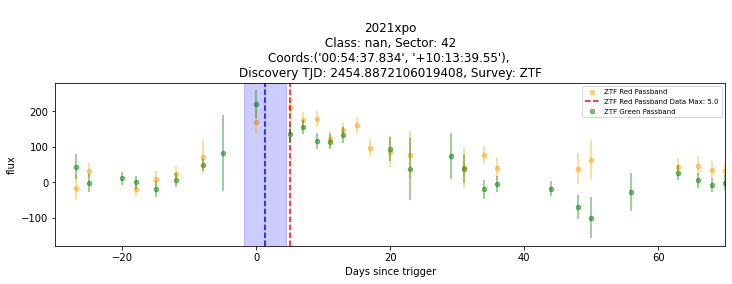 2021xpo
Class: nan, Sector: 42
Coords:('00:54:37.834', '+10:13:39.55'),
Discovery TJD: 2454.8872106019408, Survey: ZTF
ZTF Red Passband
ZTF Red Passband Data Max: 5.0
ZTF Green Passband
flux
200
100
0
−100
−20
0
20
40
60
Days since trigger